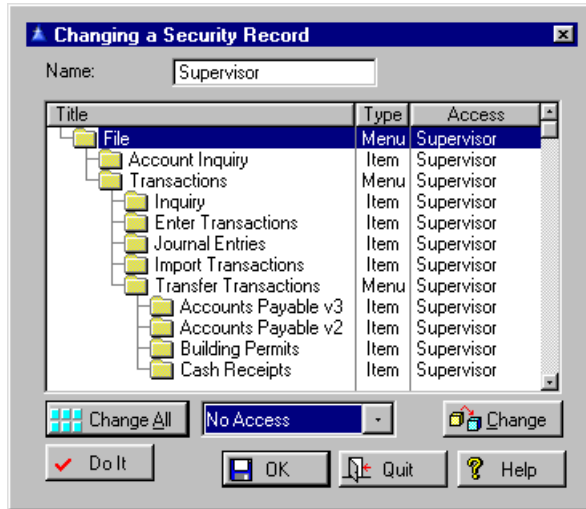 Changing a Security Record
Name: Supervisor
Title Type Access
File Menu Supervisor
Account Inquiry Item Supervisor
Transactions Menu Supervisor
Inquiry Item Supervisor
Enter Transactions Item Supervisor
Journal Entries Item Supervisor
Import Transactions Item Supervisor
Transfer Transactions Menu Supervisor
Accounts Payable v3 Item Supervisor
Accounts Payable v2 Item Supervisor
Building Permits Item Supervisor
Cash Receipts Item Supervisor
Change All No Access Change
Do It OK Quit Help